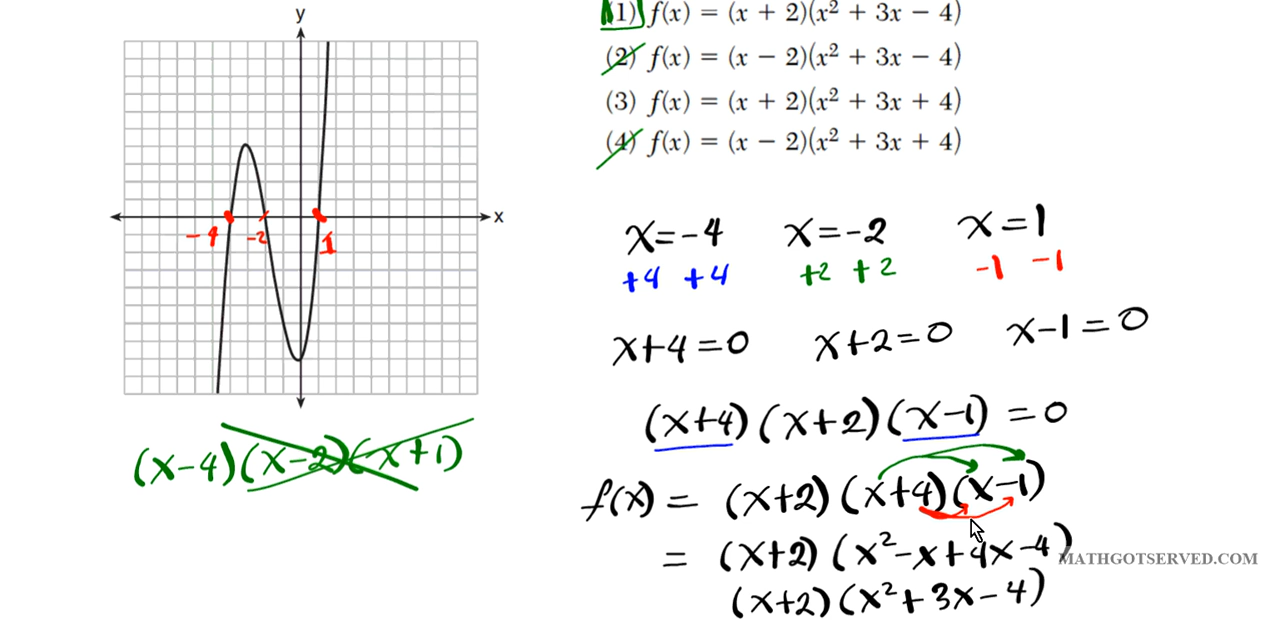 y
(1) f(x) = (x + 2)(x² + 3x − 4)
(2) f(x) = (x − 2)(x² + 3x − 4)
(3) f(x) = (x + 2)(x² + 3x + 4)
(4) f(x) = (x − 2)(x² + 3x + 4)
x
-4 -2 1
x=-4 x=-2 x=1
+4 +4 +2 +2 -1 -1
x+4=0 x+2=0 x-1=0
(x+4)(x+2)(x-1)=0
(x-4)(x-2)(x+1)
f(x) = (x+2)(x+4)(x-1)
= (x+2)(x²-x+4x-4)
MATHGOTSERVED.COM
(x+2)(x²+3x-4)